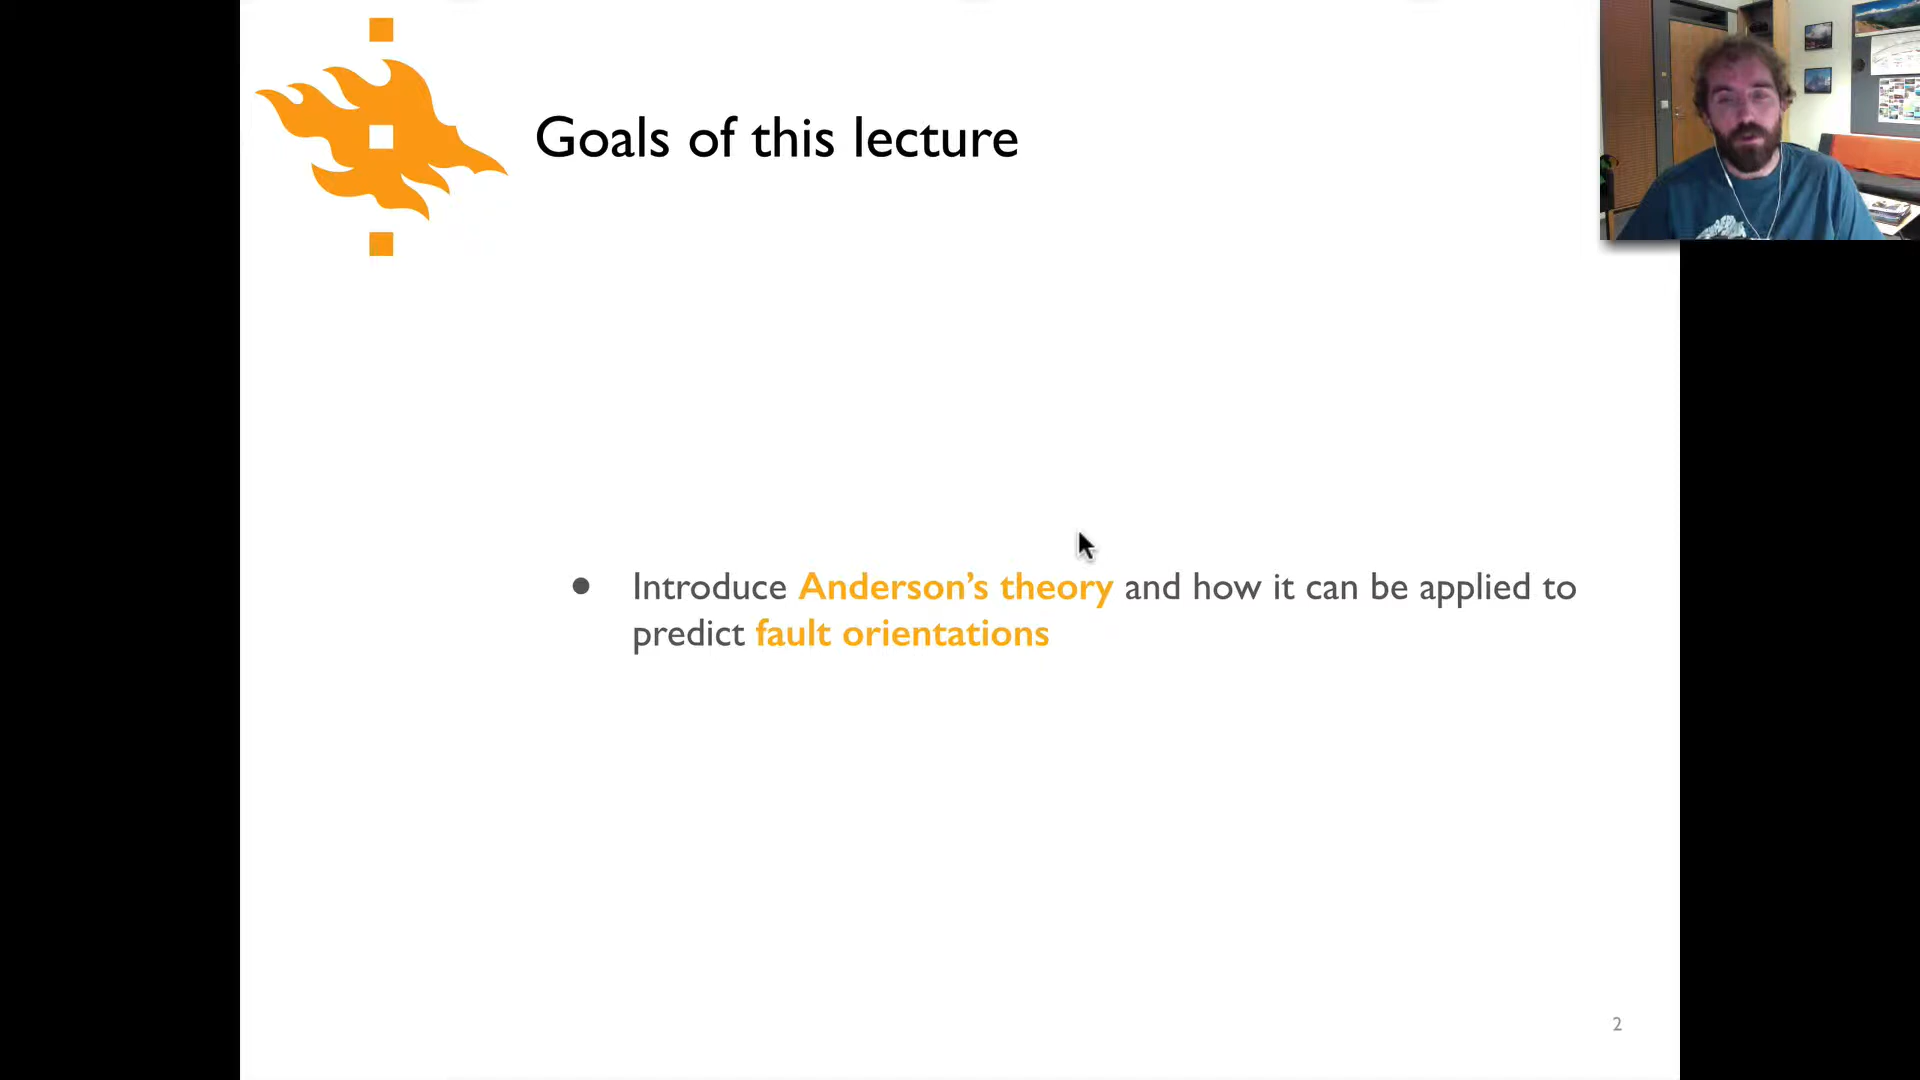 Goals of this lecture
● Introduce Anderson’s theory and how it can be applied to
predict fault orientations
2